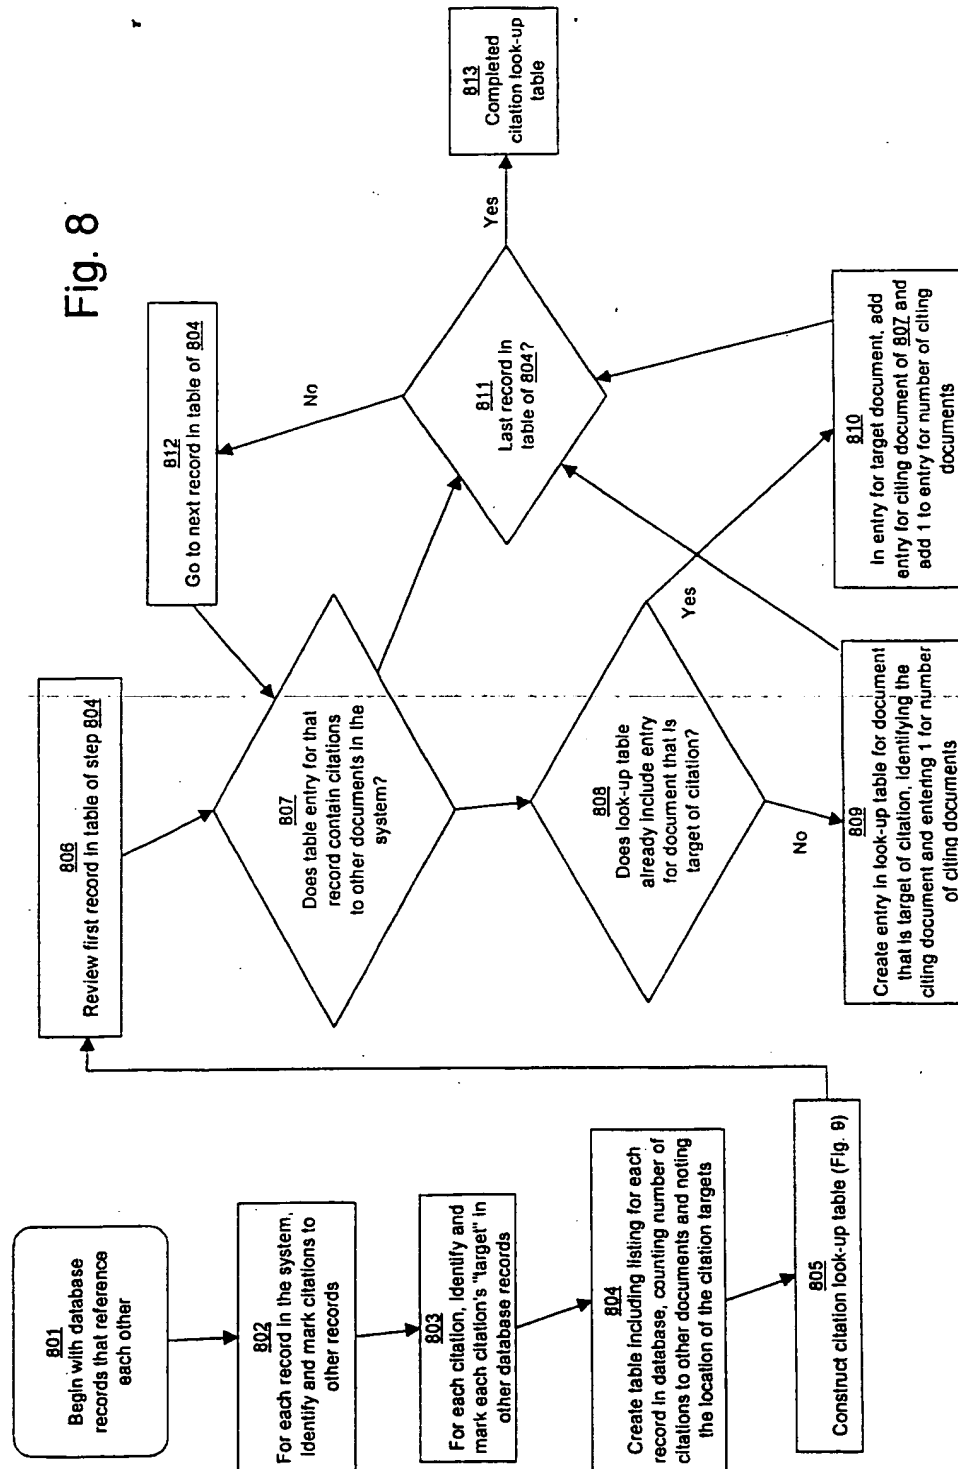 Fig. 8
801
Begin with database
records that reference
each other
802
For each record in the system,
identify and mark citations to
other records
803
For each citation, identify and
mark each citation's "target" in
other database records
804
Create table including listing for each
record in database, counting number of
citations to other documents and noting
the location of the citation targets
805
Construct citation look-up table (Fig. 9)
806
Review first record in table of step 804
807
Does table entry for that
record contain citations
to other documents in the
system?
808
Does look-up table
already include entry
for document that is
target of citation?
No
Yes
809
Create entry in look-up table for document
that is target of citation, identifying the
citing document and entering 1 for number
of citing documents
810
In entry for target document, add
entry for citing document of 807 and
add 1 to entry for number of citing
documents
811
Last record in
table of 804?
No
Yes
812
Go to next record in table of 804
813
Completed
citation look-up
table